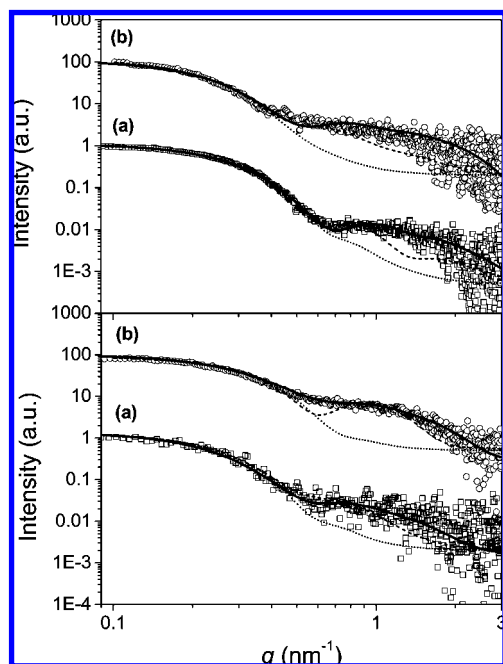 (b)
100
10
(a)
1
0.1
0.01
1E-3
Intensity (a.u.)
1000
(b)
100
10
(a)
1
0.1
0.01
1E-3
1E-4
Intensity (a.u.)
0.1 1 3
q (nm⁻¹)